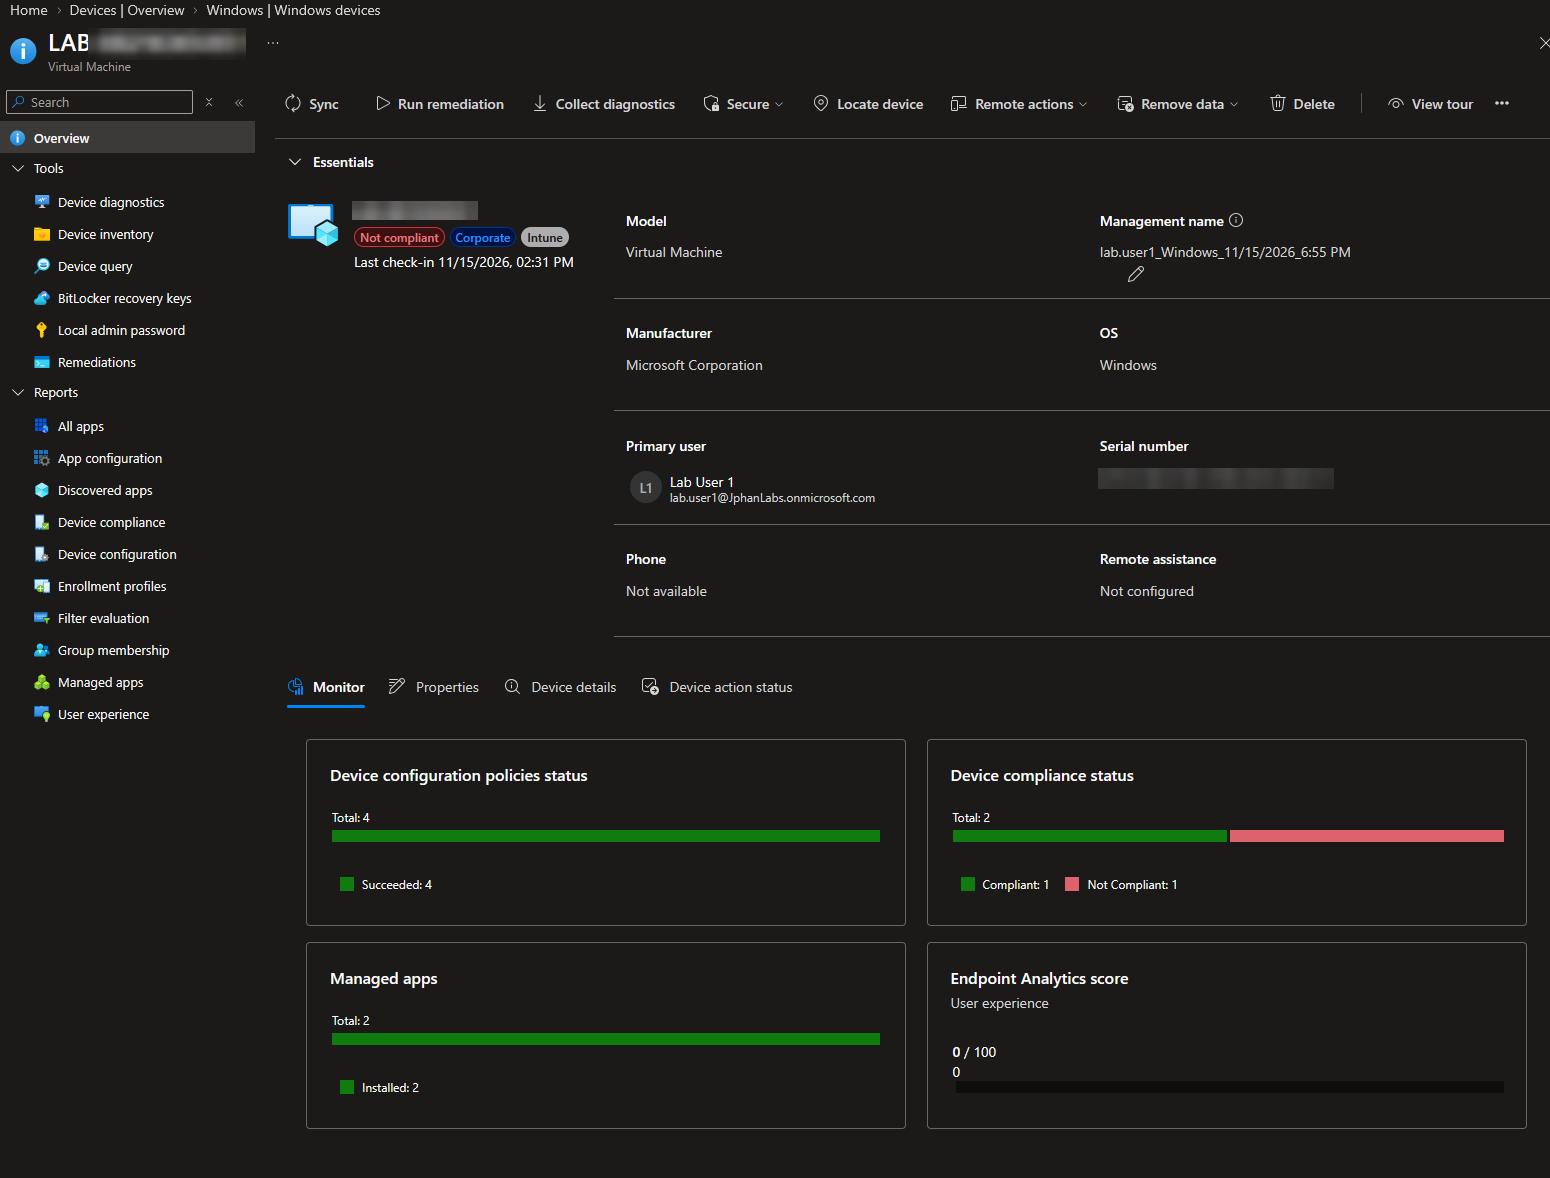 Home > Devices | Overview > Windows | Windows devices
LAB
Virtual Machine
Search
Sync
Run remediation
Collect diagnostics
Secure
Locate device
Remote actions
Remove data
Delete
View tour
Overview
Tools
Device diagnostics
Device inventory
Device query
BitLocker recovery keys
Local admin password
Remediations
Reports
All apps
App configuration
Discovered apps
Device compliance
Device configuration
Enrollment profiles
Filter evaluation
Group membership
Managed apps
User experience
Essentials
Not compliant
Corporate
Intune
Last check-in 11/15/2026, 02:31 PM
Model
Virtual Machine
Management name
lab.user1_Windows_11/15/2026_6:55 PM
Manufacturer
Microsoft Corporation
OS
Windows
Primary user
L1
Lab User 1
lab.user1@JphanLabs.onmicrosoft.com
Serial number
Phone
Not available
Remote assistance
Not configured
Monitor
Properties
Device details
Device action status
Device configuration policies status
Total: 4
Succeeded: 4
Device compliance status
Total: 2
Compliant: 1
Not Compliant: 1
Managed apps
Total: 2
Installed: 2
Endpoint Analytics score
User experience
0 / 100
0